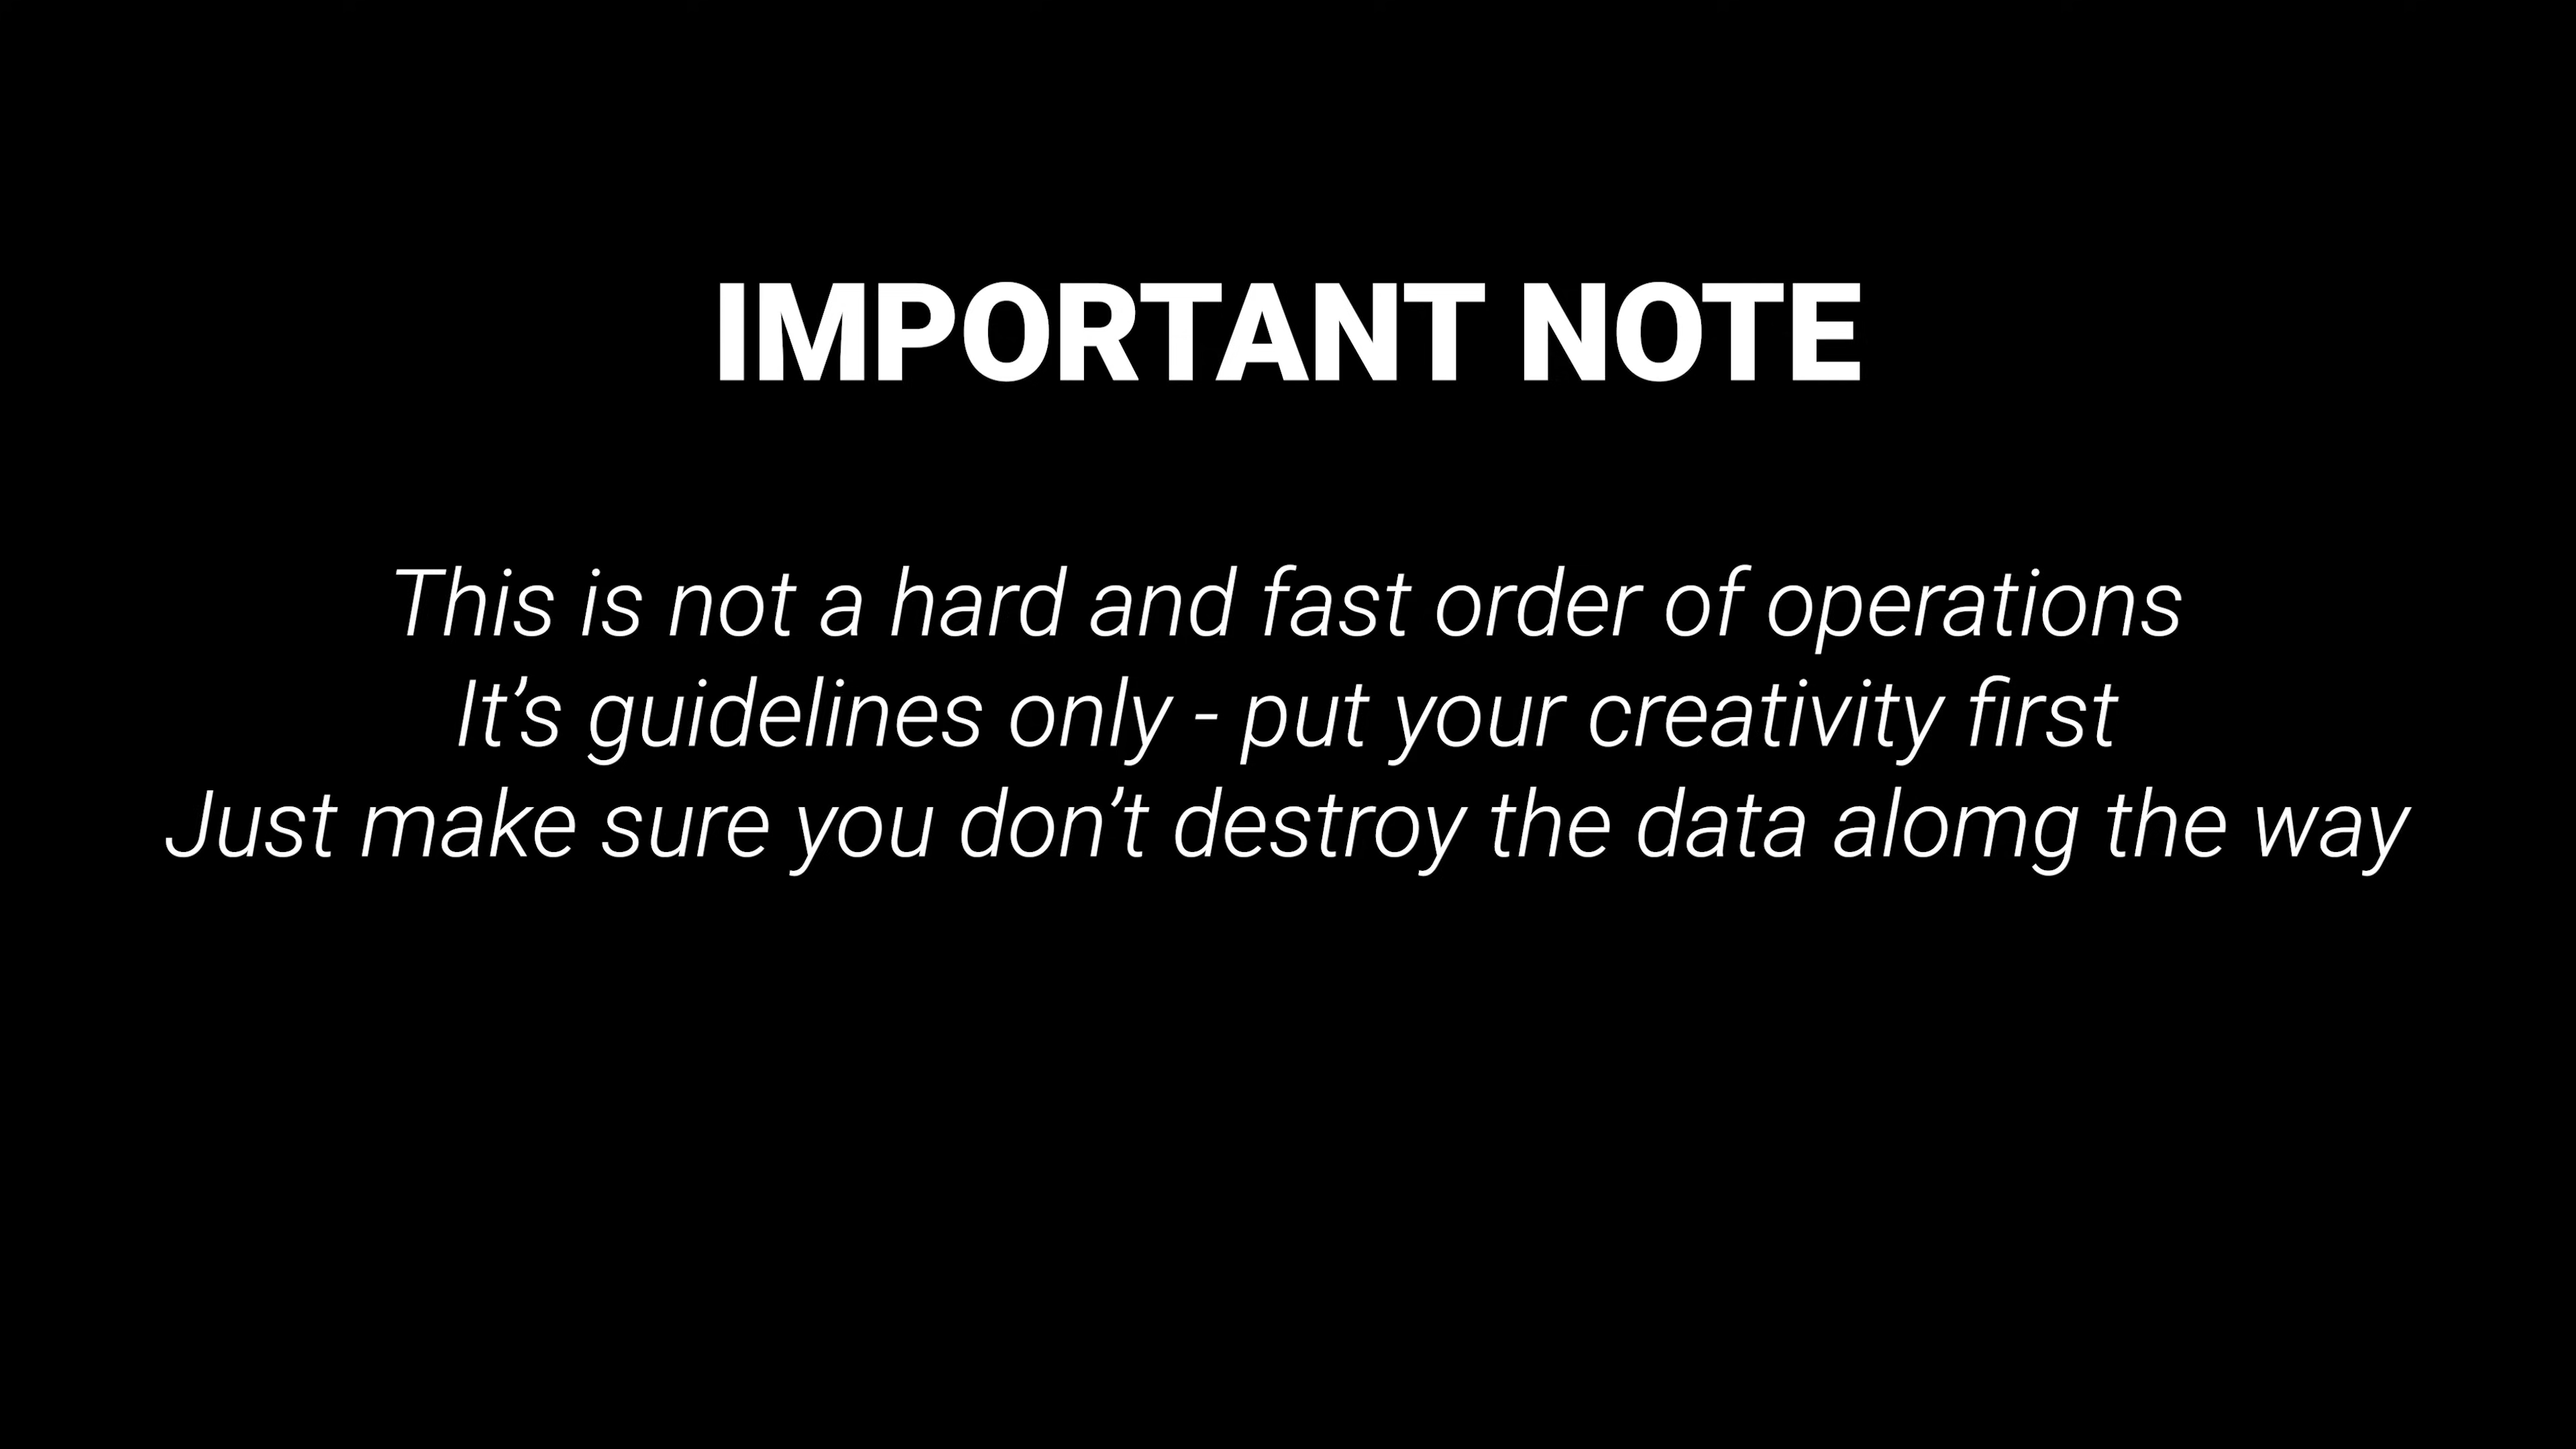 IMPORTANT NOTE
This is not a hard and fast order of operations
It’s guidelines only - put your creativity first
Just make sure you don’t destroy the data alomg the way